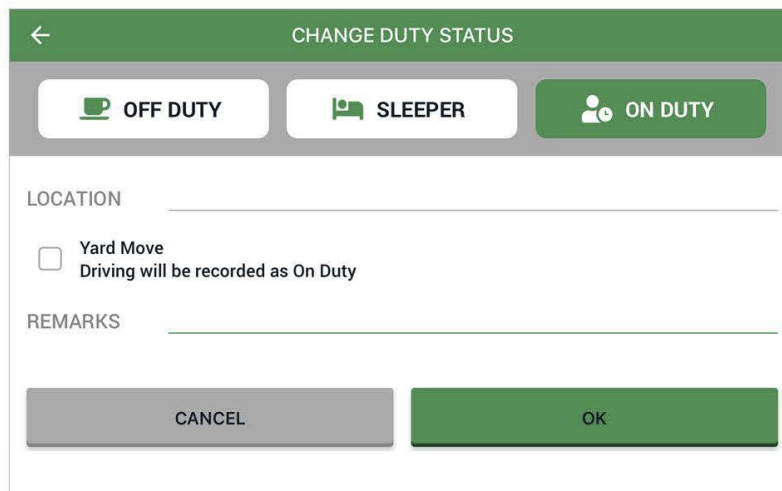 CHANGE DUTY STATUS
OFF DUTY
SLEEPER
ON DUTY
LOCATION
Yard Move
Driving will be recorded as On Duty
REMARKS
CANCEL
OK